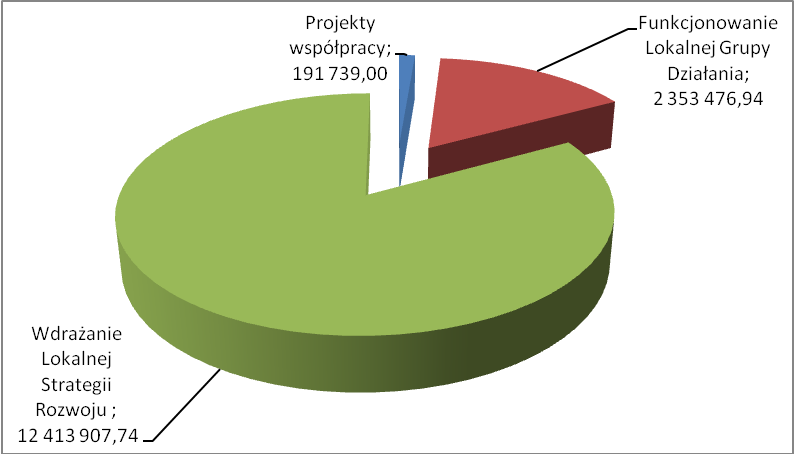 Projekty
współpracy;
191 739,00
Funkcjonowanie
Lokalnej Grupy
Działania;
2 353 476,94
Wdrażanie
Lokalnej
Strategii
Rozwoju ;
12 413 907,74